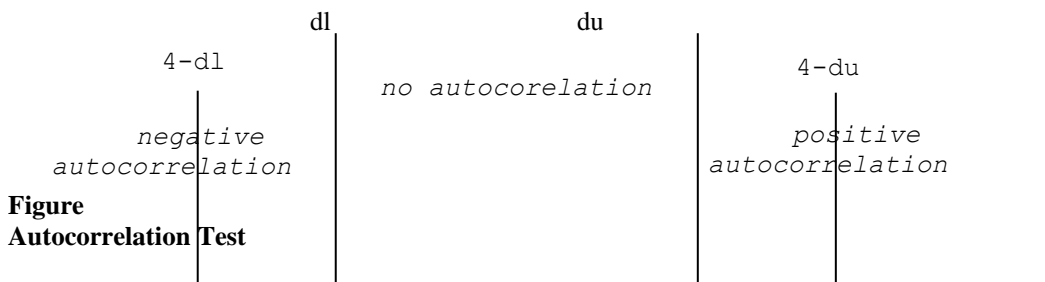 dl du
4-dl 4-du
no autocorelation
negative positive
autocorrelation autocorrelation
Figure
Autocorrelation Test